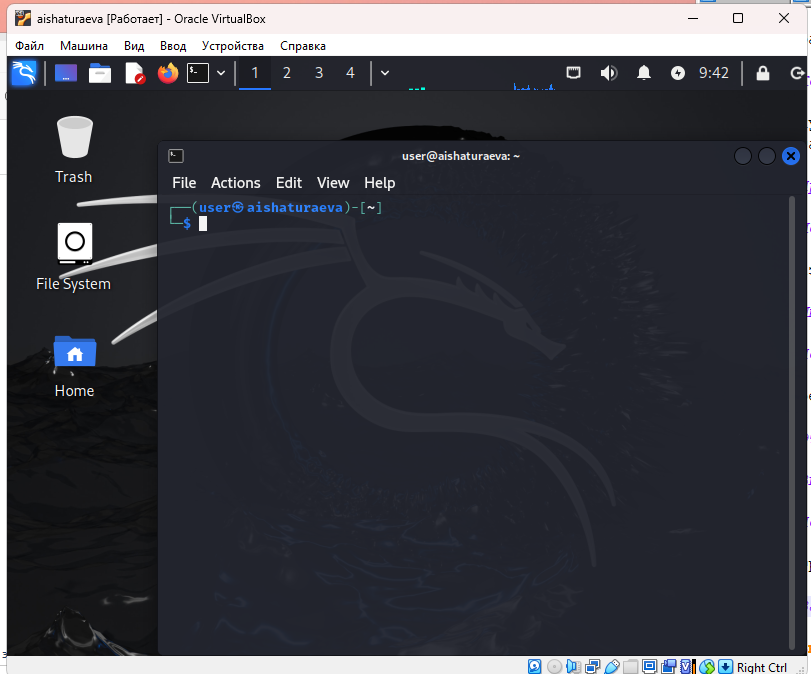 aishaturaeva [Работает] - Oracle VirtualBox
Файл Машина Вид Ввод Устройства Справка
1 2 3 4 9:42
Trash
File System
Home
user@aishaturaeva: ~
File Actions Edit View Help
┌──(user㉿aishaturaeva)-[~]
└─$
Right Ctrl